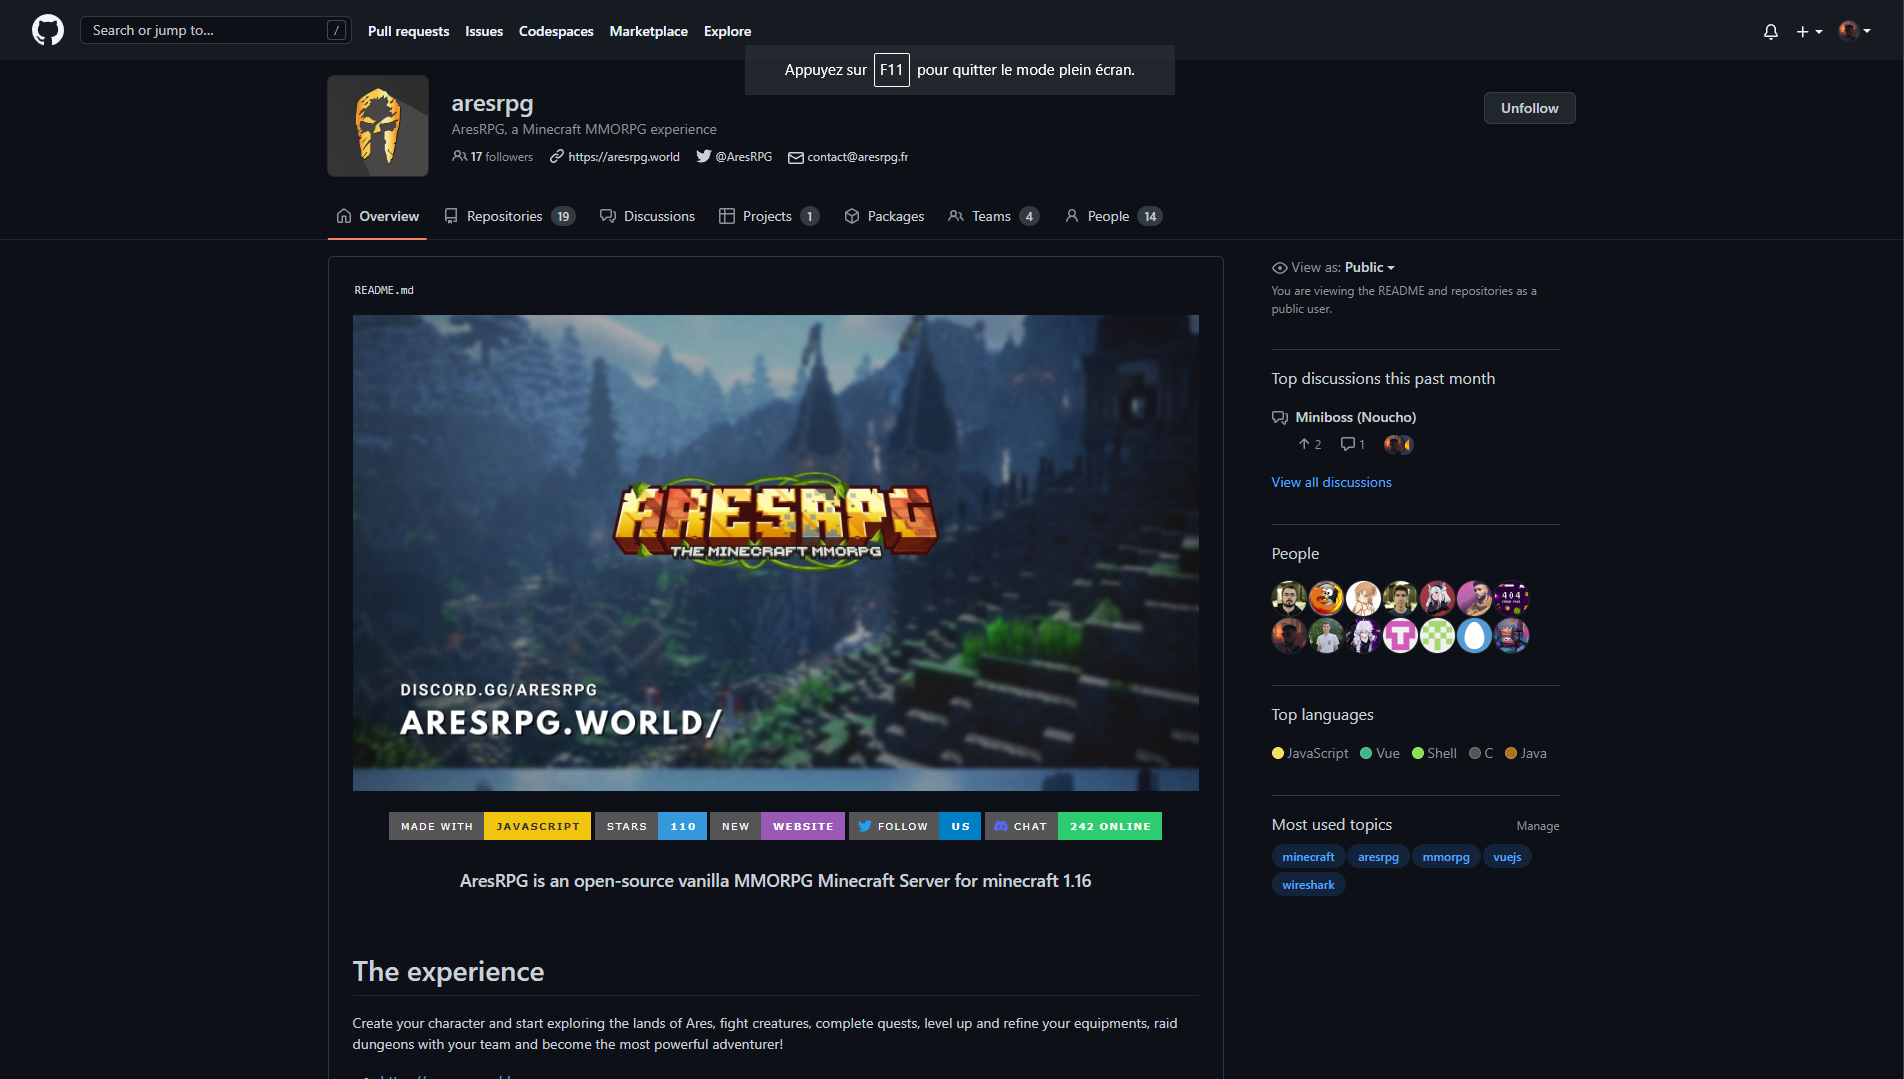 Search or jump to... /
Pull requests Issues Codespaces Marketplace Explore
Appuyez sur F11 pour quitter le mode plein écran.
aresrpg
AresRPG, a Minecraft MMORPG experience
17 followers https://aresrpg.world @AresRPG contact@aresrpg.fr
Unfollow
Overview Repositories 19 Discussions Projects 1 Packages Teams 4 People 14
README.md
ARESRPG
THE MINECRAFT MMORPG
DISCORD.GG/ARESRPG
ARESRPG.WORLD/
MADE WITH JAVASCRIPT STARS 110 NEW WEBSITE FOLLOW US CHAT 242 ONLINE
AresRPG is an open-source vanilla MMORPG Minecraft Server for minecraft 1.16
The experience
Create your character and start exploring the lands of Ares, fight creatures, complete quests, level up and refine your equipments, raid
dungeons with your team and become the most powerful adventurer!
View as: Public
You are viewing the README and repositories as a
public user.
Top discussions this past month
Miniboss (Noucho)
2 1
View all discussions
People
404
Top languages
JavaScript Vue Shell C Java
Most used topics Manage
minecraft aresrpg mmorpg vuejs
wireshark